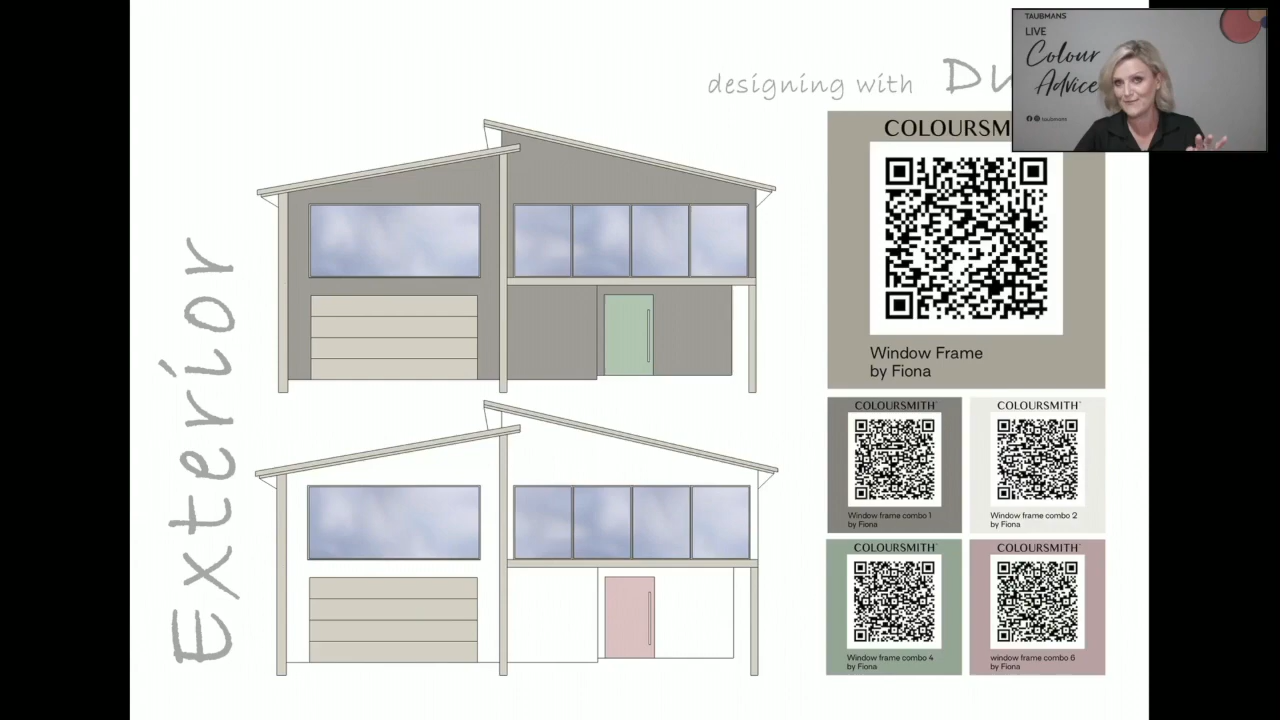 TAUBMANS
LIVE
Colour
Advice
taubmans
designing with
Exterior
COLOURSM
Window Frame
by Fiona
COLOURSMITH
Window frame combo 1
by Fiona
COLOURSMITH
Window frame combo 2
by Fiona
COLOURSMITH
Window frame combo 4
by Fiona
COLOURSMITH
window frame combo 6
by Fiona